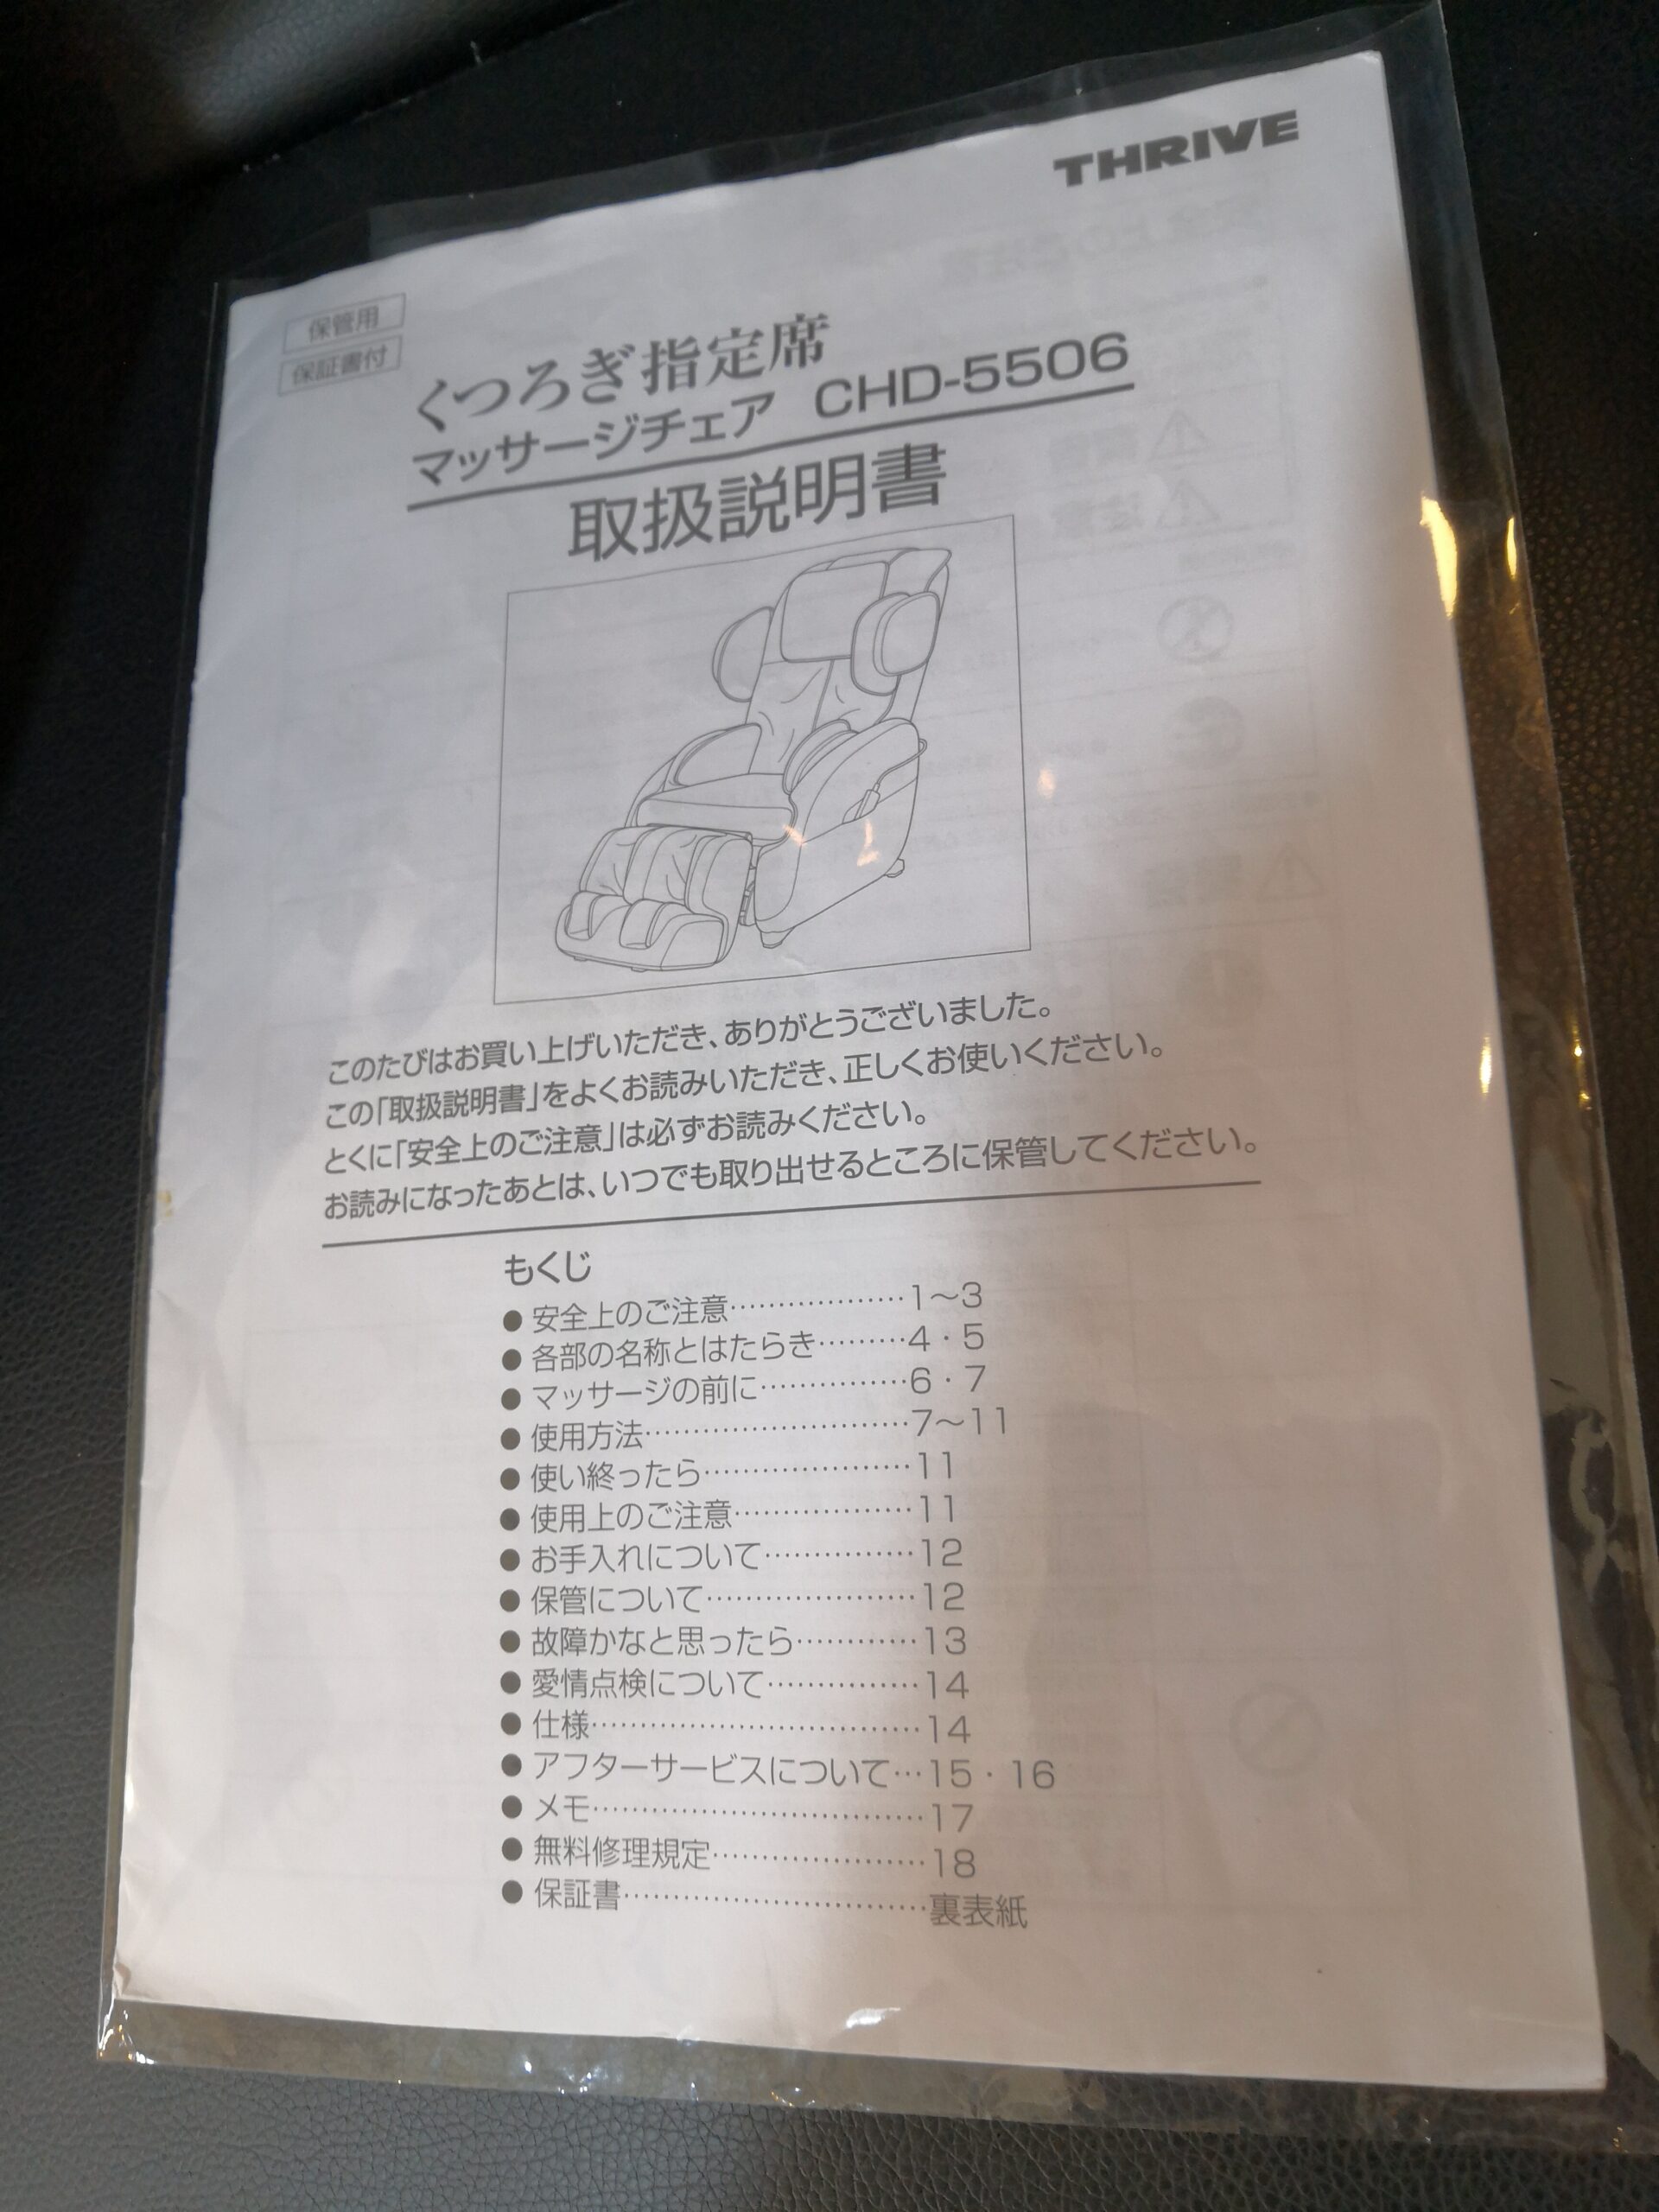 THRIVE
保管用
保証書付
くつろぎ指定席
マッサージチェア CHD-5506
取扱説明書
このたびはお買い上げいただき、ありがとうございました。
この「取扱説明書」をよくお読みいただき、正しくお使いください。
とくに「安全上のご注意」は必ずお読みください。
お読みになったあとは、いつでも取り出せるところに保管してください。
もくじ
● 安全上のご注意…………………1〜3
● 各部の名称とはたらき………4・5
● マッサージの前に……………6・7
● 使用方法………………………7〜11
● 使い終ったら…………………11
● 使用上のご注意………………11
● お手入れについて……………12
● 保管について…………………12
● 故障かなと思ったら…………13
● 愛情点検について……………14
● 仕様……………………………14
● アフターサービスについて…15・16
● メモ……………………………17
● 無料修理規定…………………18
● 保証書…………………………裏表紙